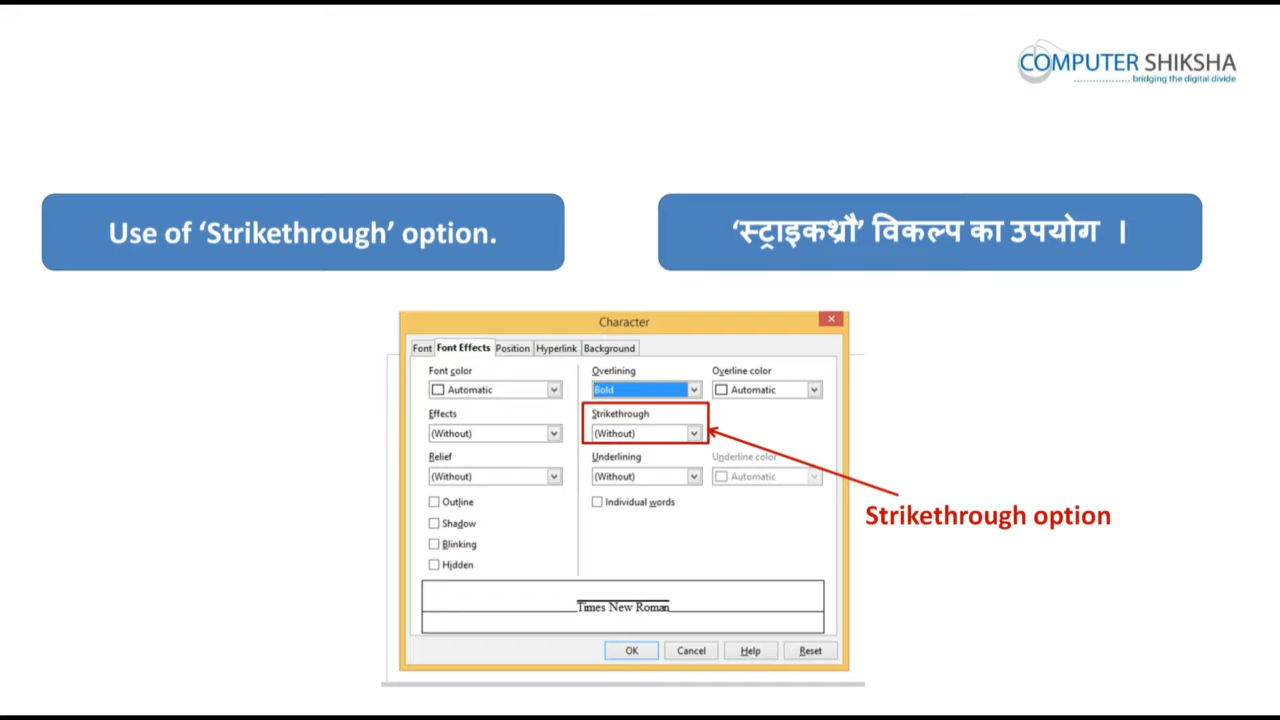 COMPUTER SHIKSHA
bridging the digital divide
Use of ‘Strikethrough’ option.
‘स्ट्राइकथ्रौ’ विकल्प का उपयोग ।
Character
Font Font Effects Position Hyperlink Background
Font color
Automatic
Effects
(Without)
Relief
(Without)
Outline
Shadow
Blinking
Hidden
Overlining
Overline color
Bold
Automatic
Strikethrough
(Without)
Underlining
Underline color
(Without)
Automatic
Individual words
Strikethrough option
Times New Roman
OK Cancel Help Reset